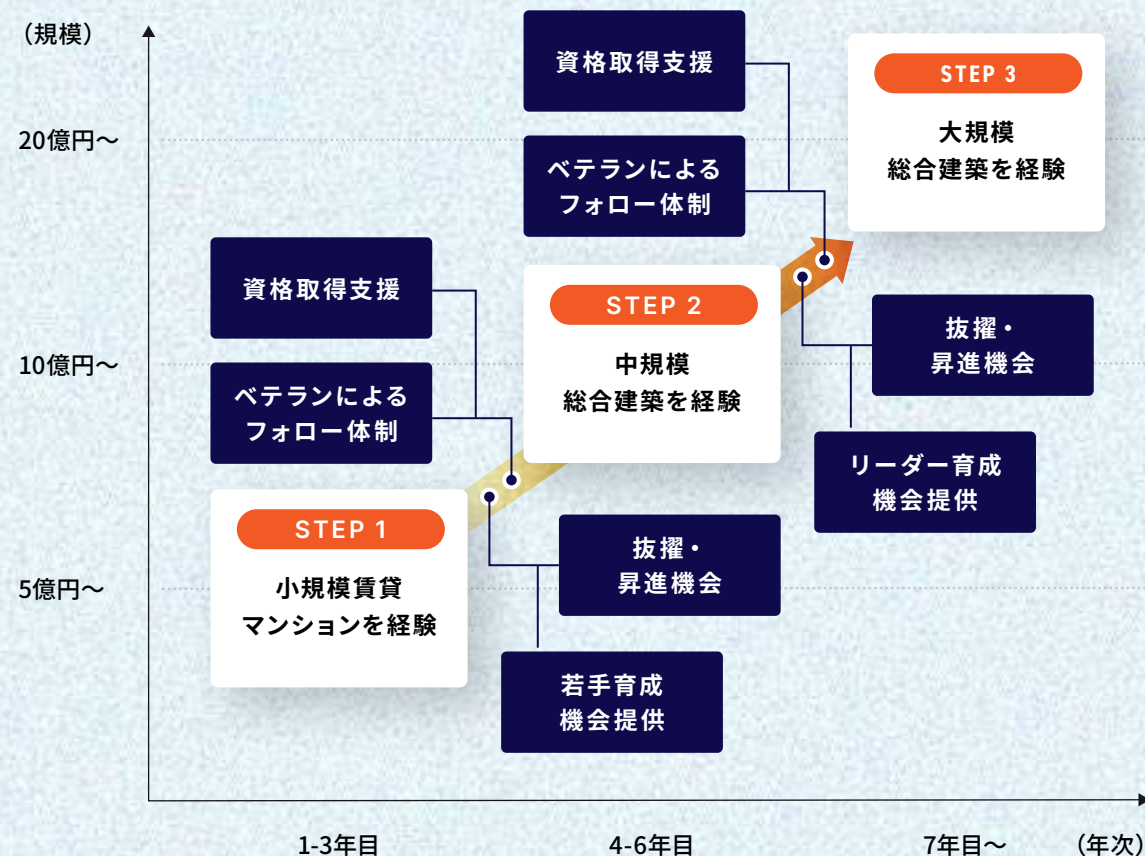 （規模）
20億円〜
10億円〜
5億円〜
資格取得支援
ベテランによる
フォロー体制
STEP 3
大規模
総合建築を経験
資格取得支援
ベテランによる
フォロー体制
STEP 2
中規模
総合建築を経験
抜擢・
昇進機会
リーダー育成
機会提供
STEP 1
小規模賃貸
マンションを経験
抜擢・
昇進機会
若手育成
機会提供
1-3年目
4-6年目
7年目〜
（年次）